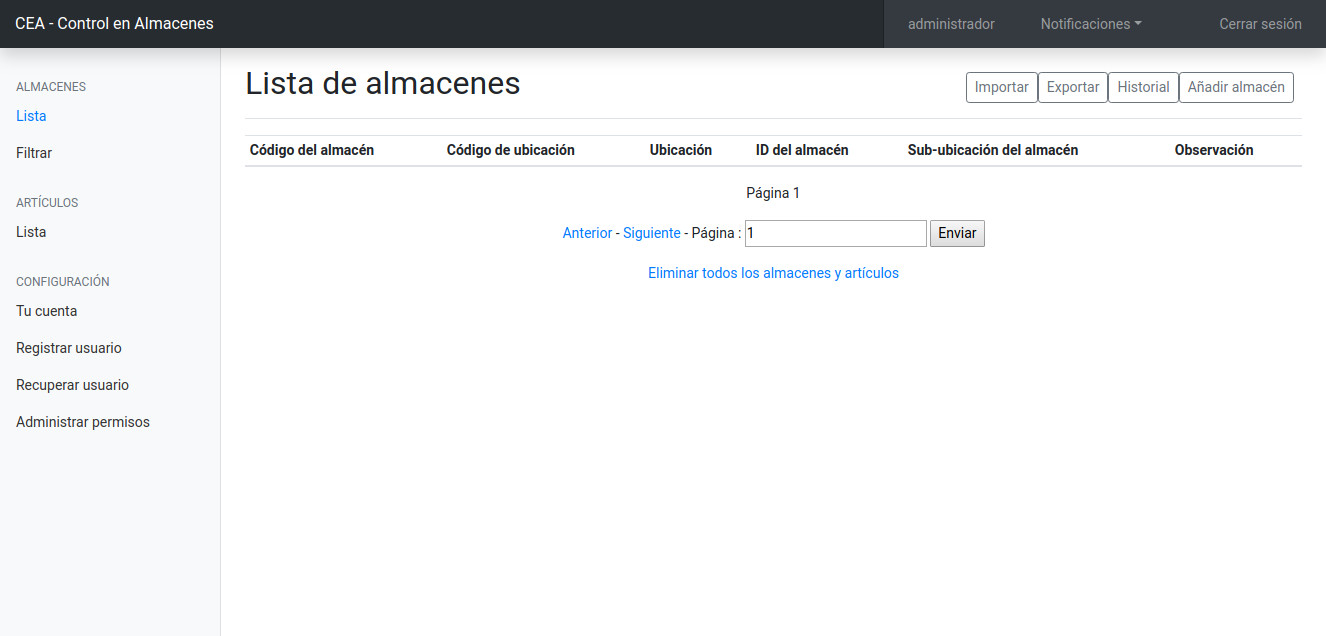 CEA - Control en Almacenes administrador Notificaciones Cerrar sesión
ALMACENES
Lista
Filtrar
ARTÍCULOS
Lista
CONFIGURACIÓN
Tu cuenta
Registrar usuario
Recuperar usuario
Administrar permisos
Lista de almacenes
Importar Exportar Historial Añadir almacén
Código del almacén Código de ubicación Ubicación ID del almacén Sub-ubicación del almacén Observación
Página 1
Anterior - Siguiente - Página : 1 Enviar
Eliminar todos los almacenes y artículos